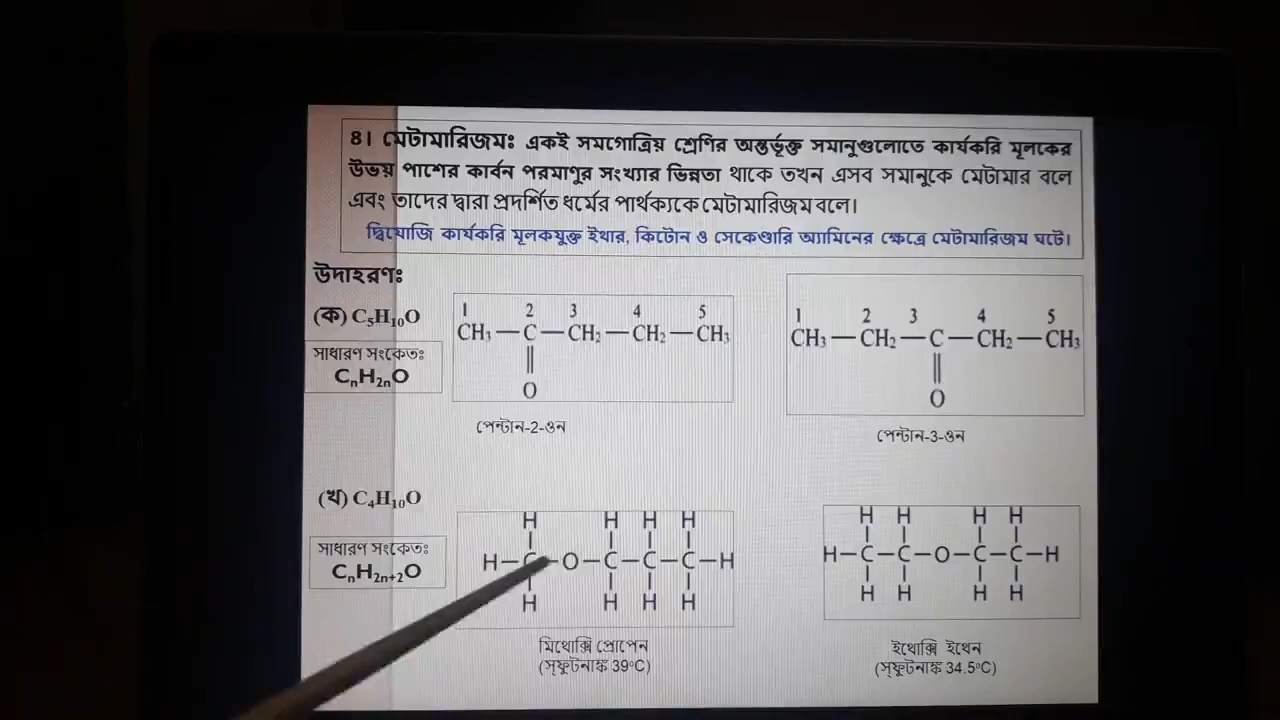 ৪। মেটামারিজমঃ একই সমগোত্রিয় শ্রেণির অন্তর্ভূক্ত সমানুগুলোতে কার্যকরি মূলকের
উভয় পাশের কার্বন পরমাণুর সংখ্যার ভিন্নতা থাকে তখন এসব সমানুকে মেটামার বলে
এবং তাদের দ্বারা প্রদর্শিত ধর্মের পার্থক্যকে মেটামারিজম বলে।
দ্বিযোজি কার্যকরি মূলকযুক্ত ইথার, কিটোন ও সেকেণ্ডারি অ্যামিনের ক্ষেত্রে মেটামারিজম ঘটে।
উদাহরণঃ
(ক) C₅H₁₀O
সাধারণ সংকেতঃ
CₙH₂ₙO
1 2 3 4 5
CH₃—C—CH₂—CH₂—CH₃
||
O
পেন্টান-2-ওন
1 2 3 4 5
CH₃—CH₂—C—CH₂—CH₃
||
O
পেন্টান-3-ওন
(খ) C₄H₁₀O
সাধারণ সংকেতঃ
CₙH₂ₙ₊₂O
H H H H
H—C—O—C—C—C—H
H H H H
মিথোক্সি প্রোপেন
(স্ফুটনাঙ্ক 39°C)
H H H H
H—C—C—O—C—C—H
H H H H
ইথোক্সি ইথেন
(স্ফুটনাঙ্ক 34.5°C)